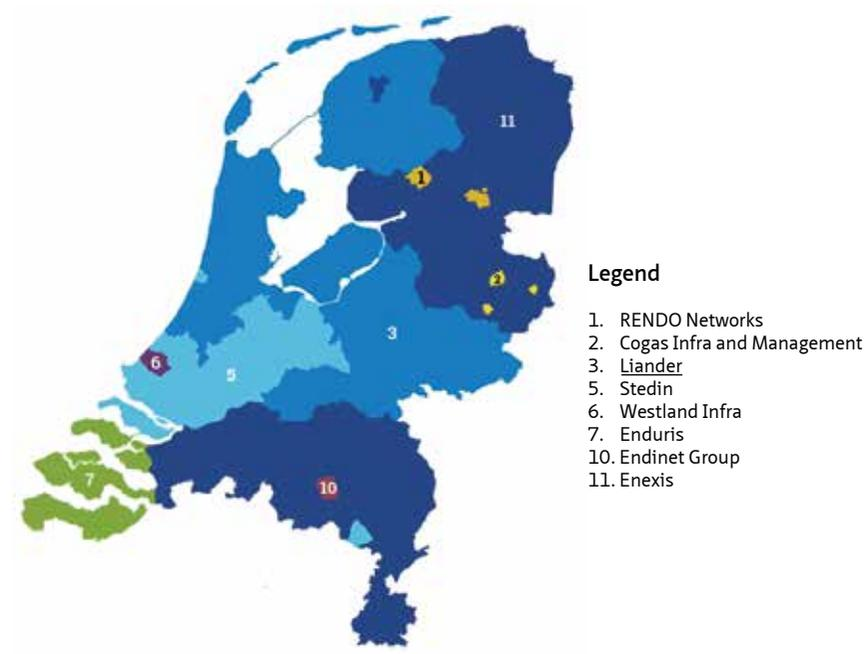 11
1
2
3
6
5
7
10
Legend
1. RENDO Networks
2. Cogas Infra and Management
3. Liander
5. Stedin
6. Westland Infra
7. Enduris
10. Endinet Group
11. Enexis